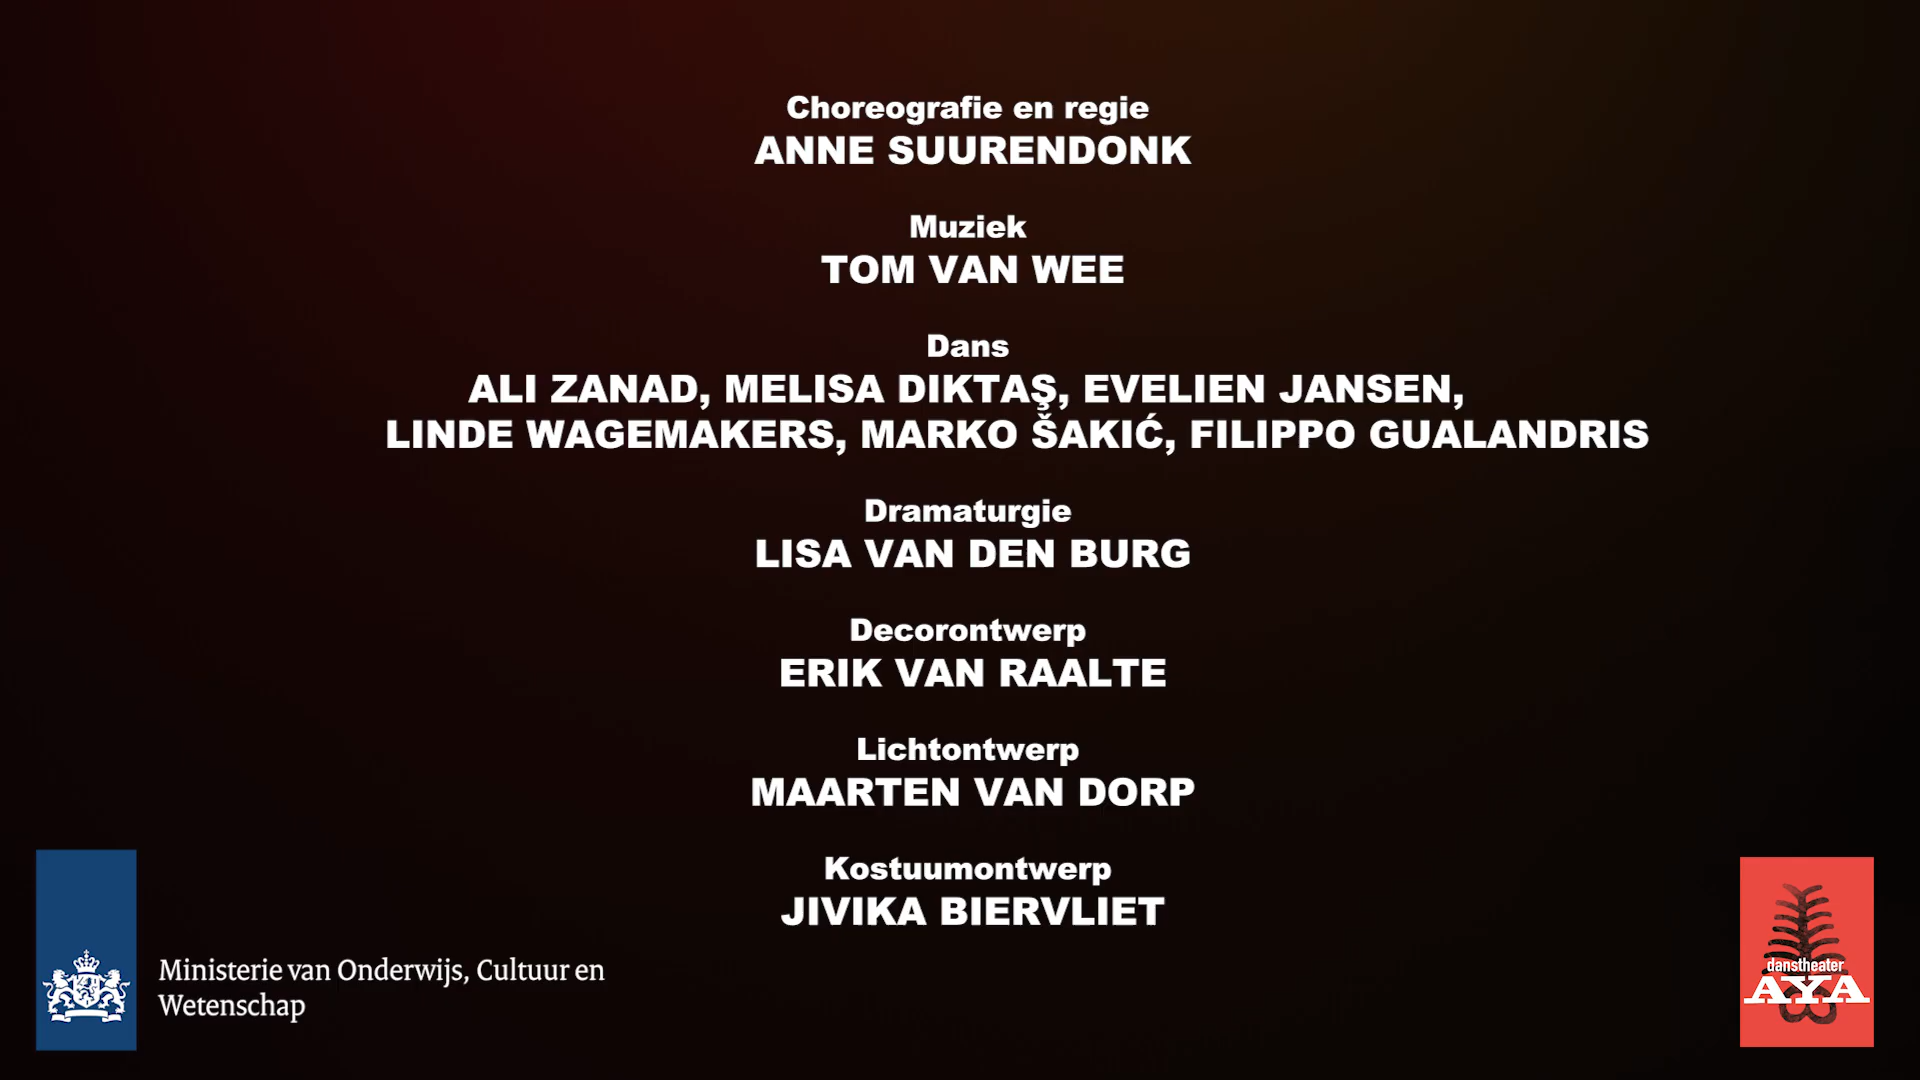 Choreografie en regie
ANNE SUURENDONK
Muziek
TOM VAN WEE
Dans
ALI ZANAD, MELISA DIKTAŞ, EVELIEN JANSEN,
LINDE WAGEMAKERS, MARKO ŠAKIĆ, FILIPPO GUALANDRIS
Dramaturgie
LISA VAN DEN BURG
Decorontwerp
ERIK VAN RAALTE
Lichtontwerp
MAARTEN VAN DORP
Kostuumontwerp
JIVIKA BIERVLIET
Ministerie van Onderwijs, Cultuur en
Wetenschap
danstheater
AYA